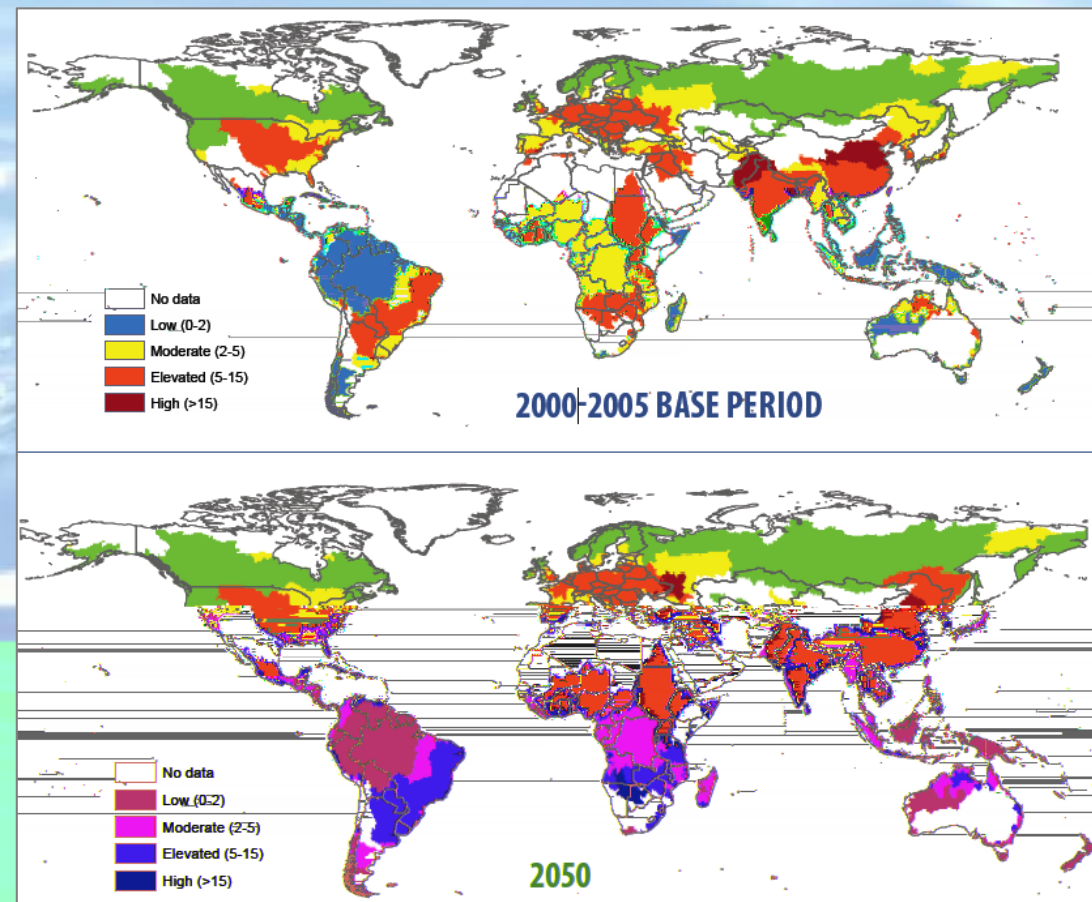 No data
Low (0-2)
Moderate (2-5)
Elevated (5-15)
High (>15)
2000-2005 BASE PERIOD
No data
Low (0-2)
Moderate (2-5)
Elevated (5-15)
High (>15)
2050